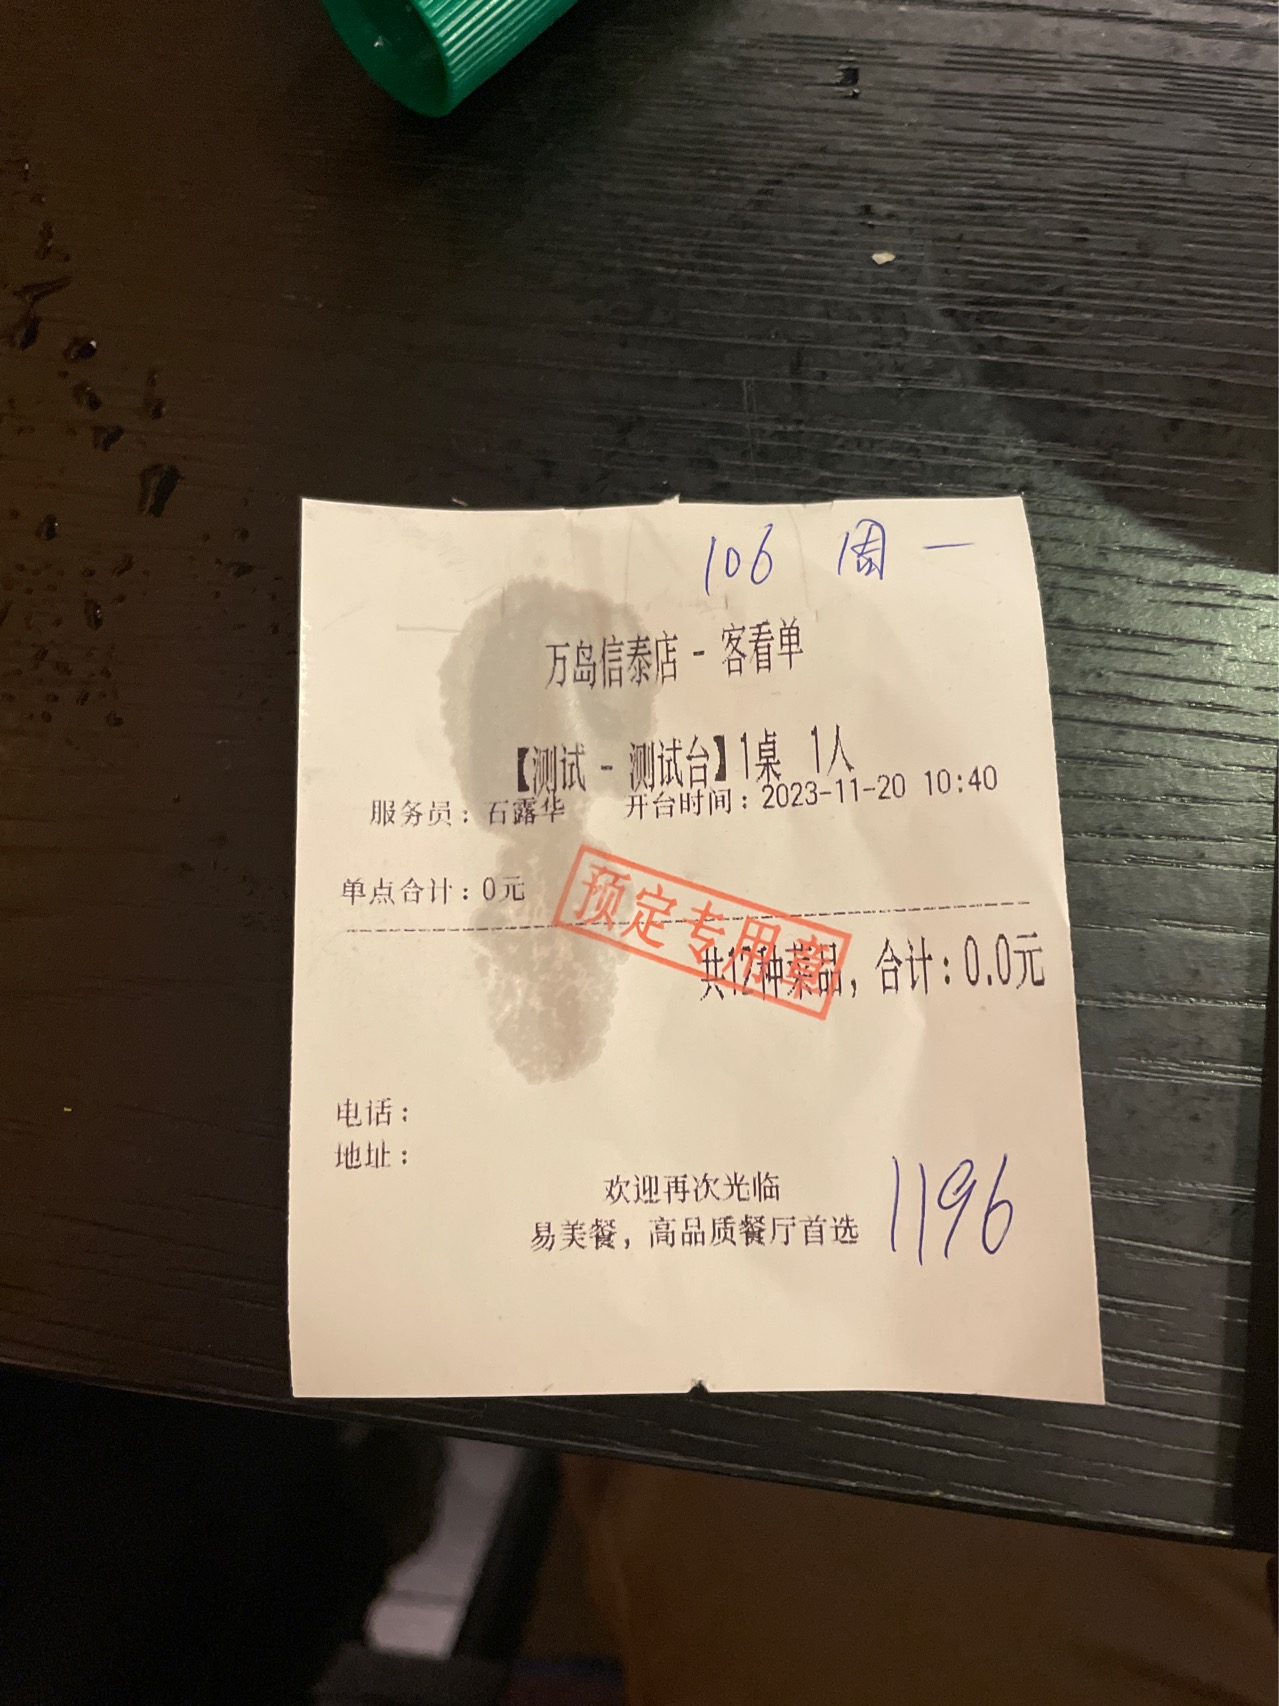 106 周一
万岛信泰店 - 客看单
【测试 - 测试台】1桌 1人
服务员：石露华 开台时间：2023-11-20 10:40
单点合计：0元
预定专用章
共12种菜品，合计：0.0元
电话：
地址：
欢迎再次光临
易美餐，高品质餐厅首选
1196